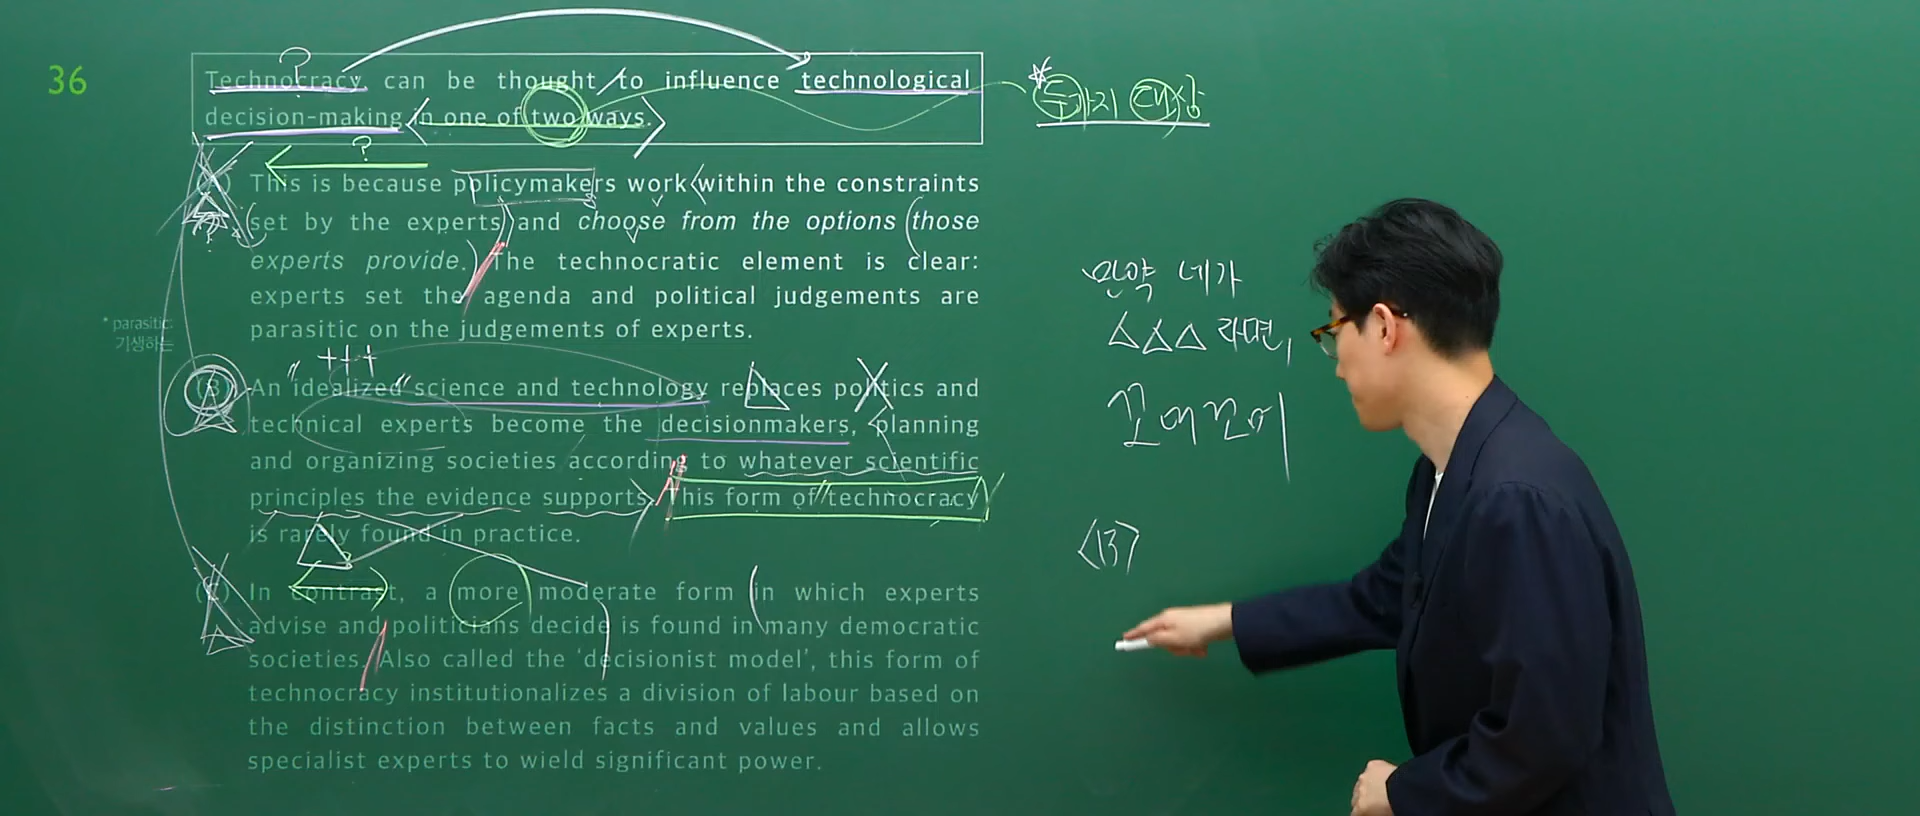 36
Technocracy can be thought to influence technological
decision-making in one of two ways.
?
두가지 대상
?
(A) This is because policymakers work within the constraints
set by the experts and choose from the options those
experts provide. The technocratic element is clear:
experts set the agenda and political judgements are
parasitic on the judgements of experts.
* parasitic:
기생하는
(B) An "idealized" science and technology replaces politics and
technical experts become the decisionmakers, planning
and organizing societies according to whatever scientific
principles the evidence supports. This form of technocracy
is rarely found in practice.
(C) In contrast, a more moderate form in which experts
advise and politicians decide is found in many democratic
societies. Also called the ‘decisionist model’, this form of
technocracy institutionalizes a division of labour based on
the distinction between facts and values and allows
specialist experts to wield significant power.
만약 네가
△△△ 라면,
<B>